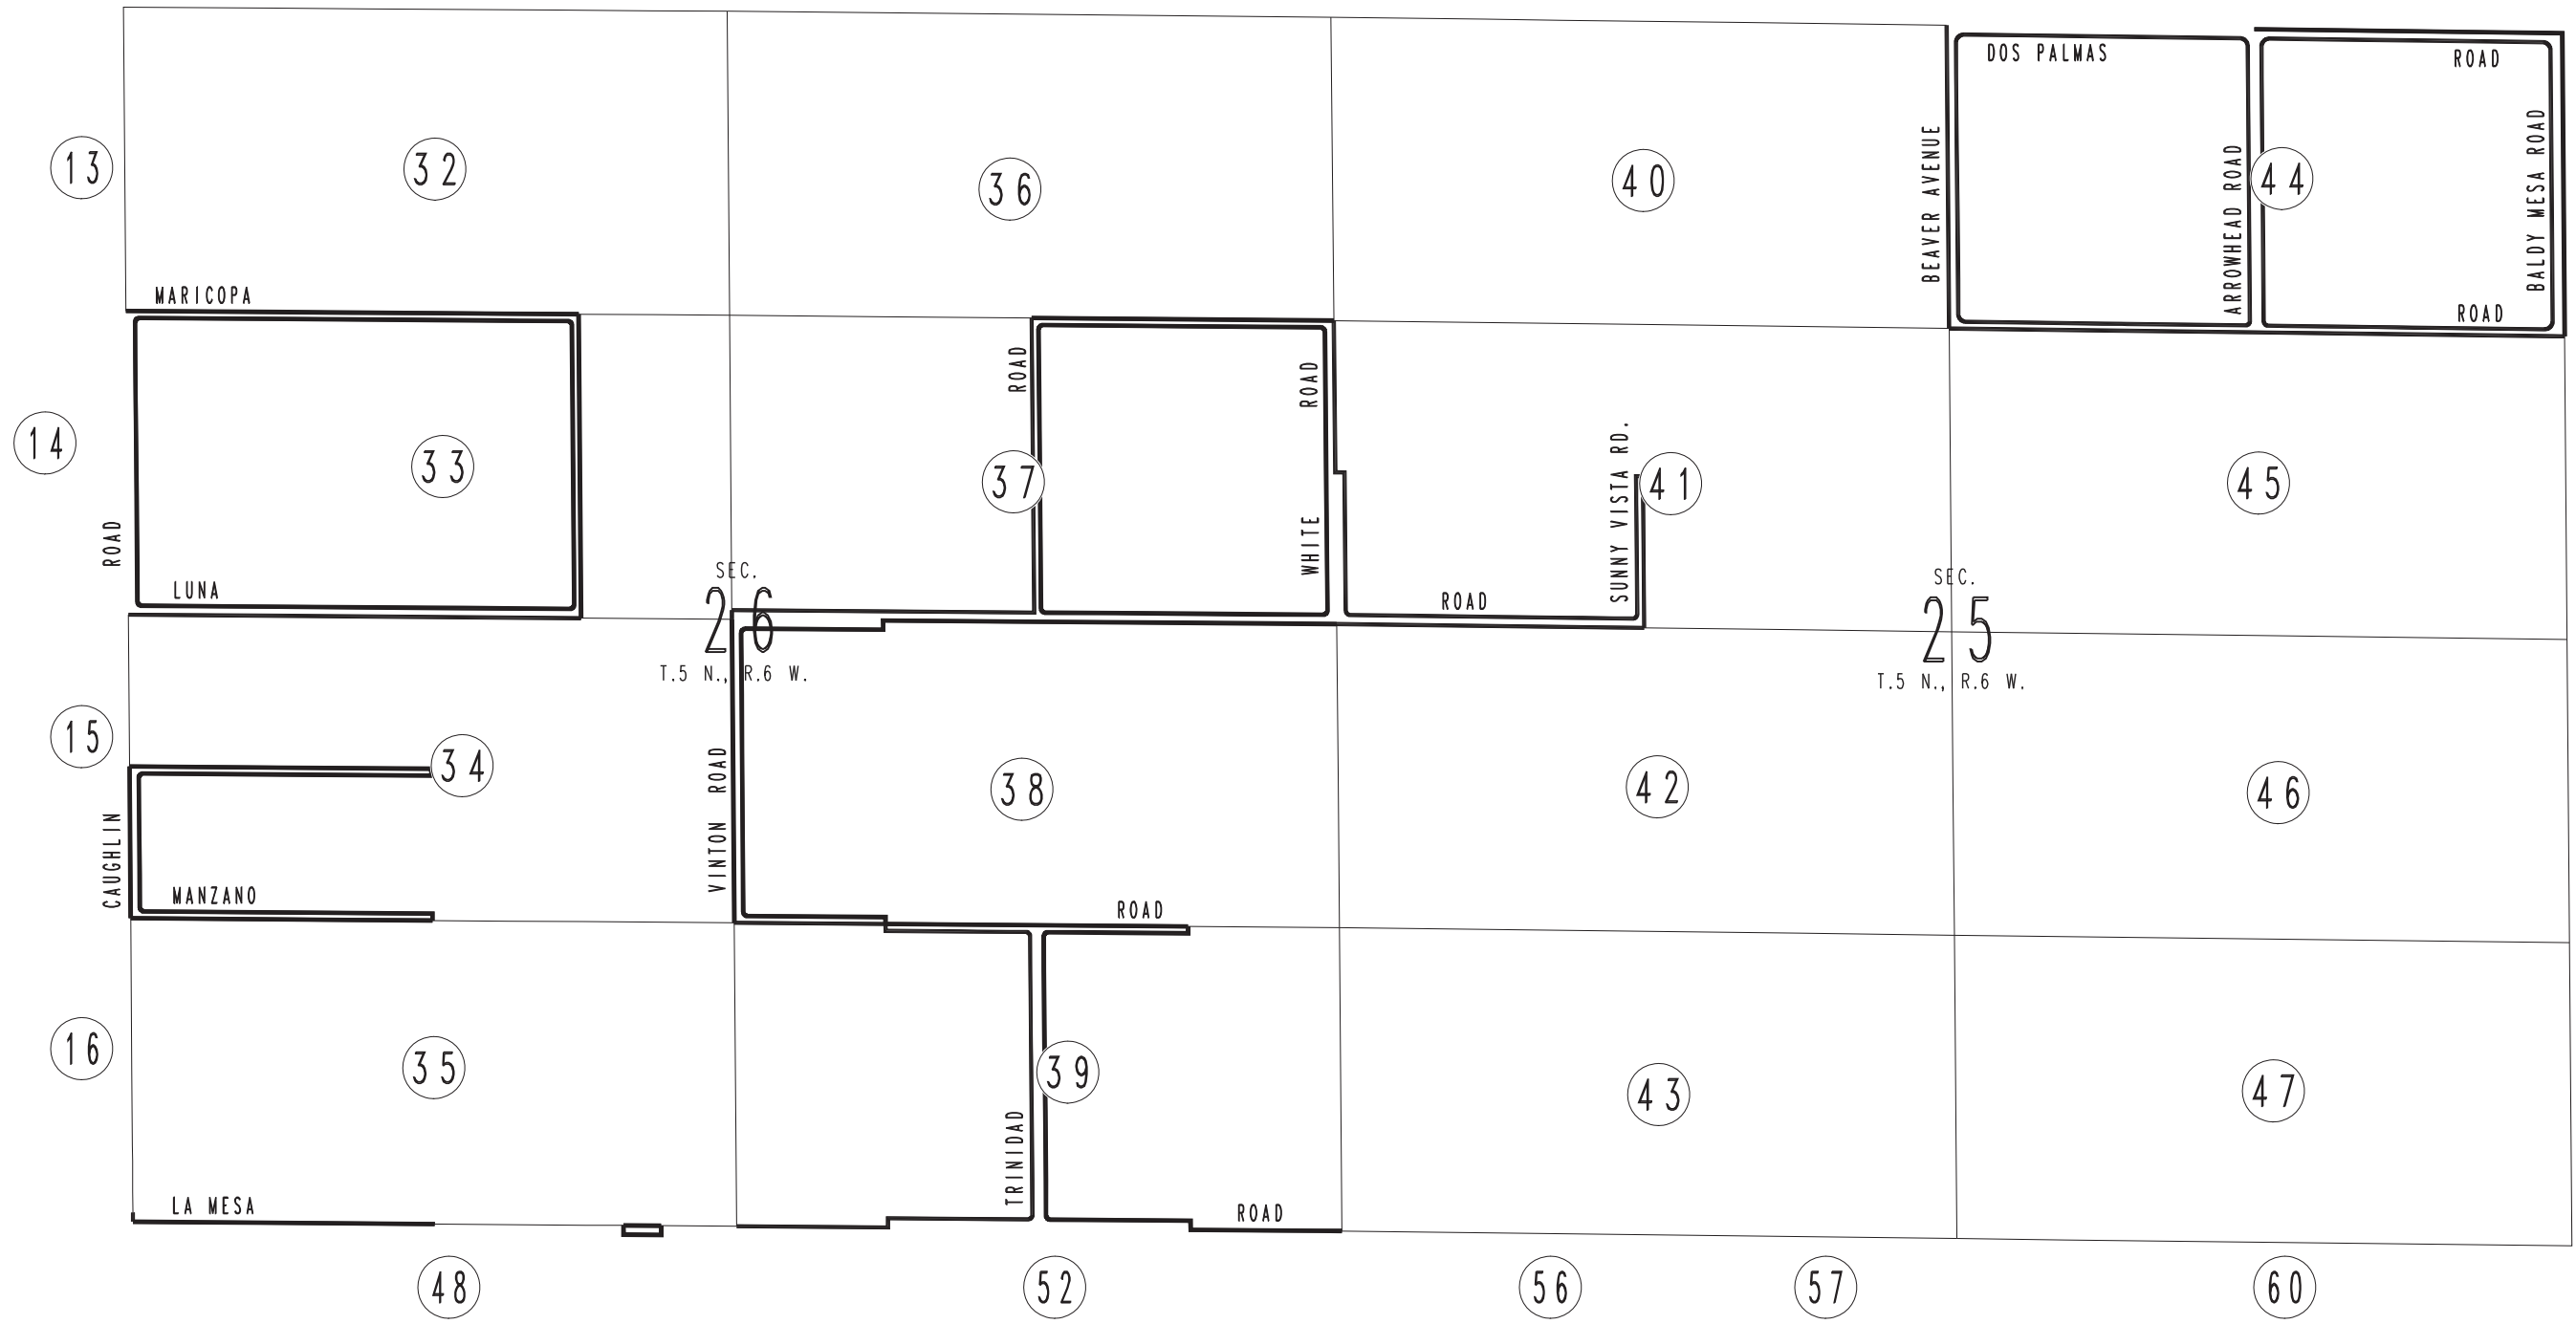 DOS PALMAS
ROAD
13
32
36
40
BEAVER AVENUE
ARROWHEAD ROAD
44
BALDY MESA ROAD
MARICOPA
ROAD
14
33
ROAD
37
ROAD
WHITE
SUNNY VISTA RD.
41
45
ROAD
LUNA
ROAD
SEC.
26
T.5 N., R.6 W.
SEC.
25
T.5 N., R.6 W.
15
34
VINTON ROAD
38
42
46
CAUGHLIN
MANZANO
ROAD
16
35
39
43
47
TRINIDAD
LA MESA
ROAD
48
52
56
57
60